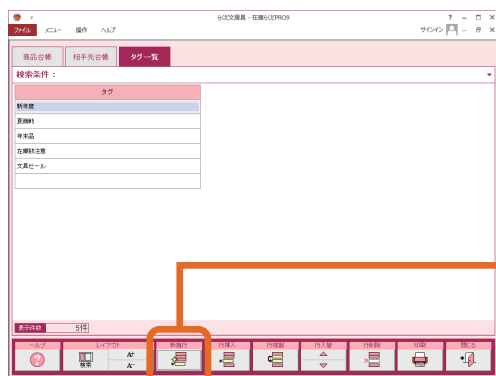 らくだ文房具 - 在庫らくだPRO9
ファイル メニュー 操作 ヘルプ
サインイン
商品台帳 相手先台帳 タグ一覧
検索条件：
タグ
新年度
夏商戦
年末品
在庫数注意
文具セール
表示件数 5件
ヘルプ レイアウト 新規行 行挿入 行複製 行入替 行削除 印刷 閉じる
検索 A+ A-